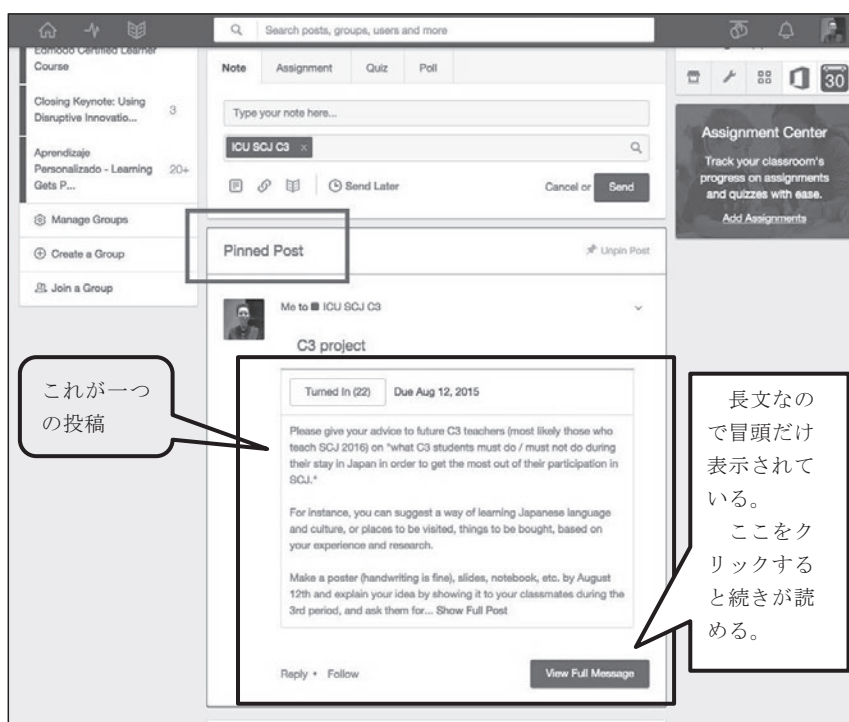 Search posts, groups, users and more
Edmodo Certified Learner
Course
Closing Keynote: Using
Disruptive Innovatio...
3
Aprendizaje
Personalizado - Learning
Gets P...
20+
Manage Groups
Create a Group
Join a Group
Note Assignment Quiz Poll
Type your note here...
ICU SCJ C3 ×
Send Later
Cancel or Send
30
Assignment Center
Track your classroom's
progress on assignments
and quizzes with ease.
Add Assignments
Pinned Post
Unpin Post
Me to ICU SCJ C3
C3 project
Turned In (22) Due Aug 12, 2015
Please give your advice to future C3 teachers (most likely those who
teach SCJ 2016) on "what C3 students must do / must not do during
their stay in Japan in order to get the most out of their participation in
SCJ."
For instance, you can suggest a way of learning Japanese language
and culture, or places to be visited, things to be bought, based on
your experience and research.
Make a poster (handwriting is fine), slides, notebook, etc. by August
12th and explain your idea by showing it to your classmates during the
3rd period, and ask them for... Show Full Post
Reply • Follow
View Full Message
これが一つ
の投稿
長文なの
で冒頭だけ
表示されて
いる。
ここをク
リックする
と続きが読
める。